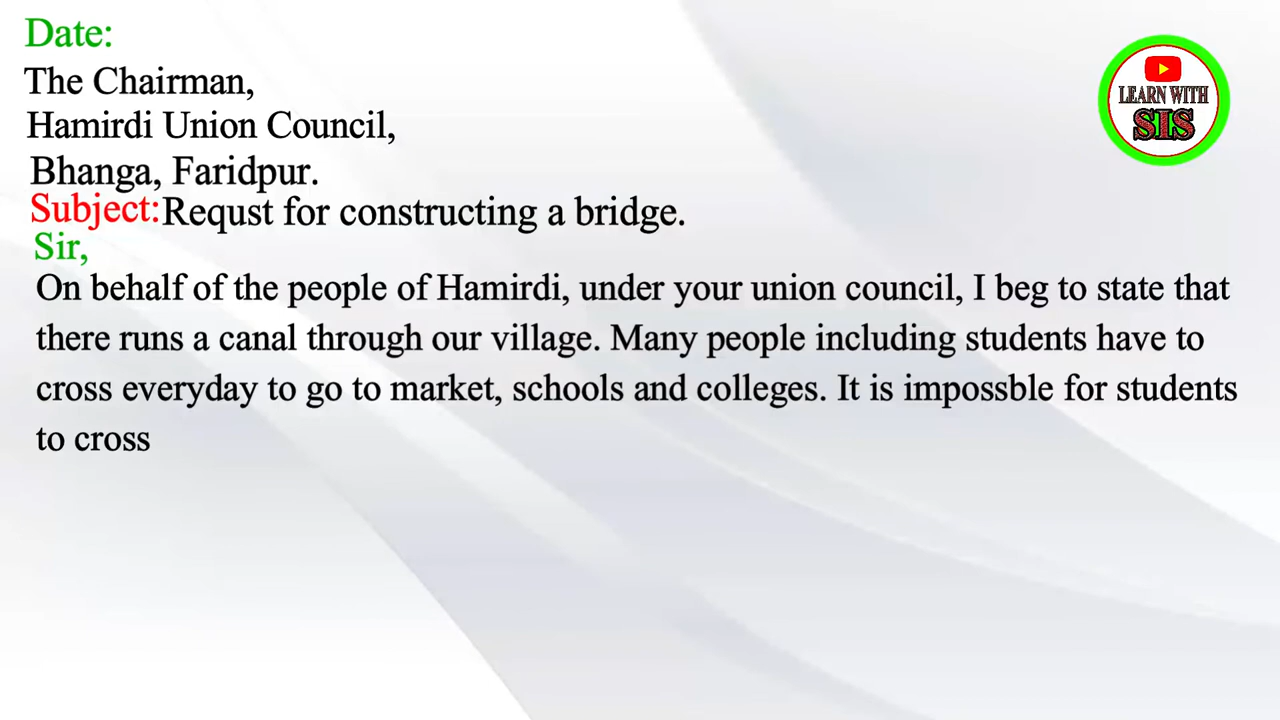 Date:
The Chairman,
Hamirdi Union Council,
Bhanga, Faridpur.
Subject:Requst for constructing a bridge.
Sir,
On behalf of the people of Hamirdi, under your union council, I beg to state that
there runs a canal through our village. Many people including students have to
cross everyday to go to market, schools and colleges. It is impossble for students
to cross
LEARN WITH
SIS